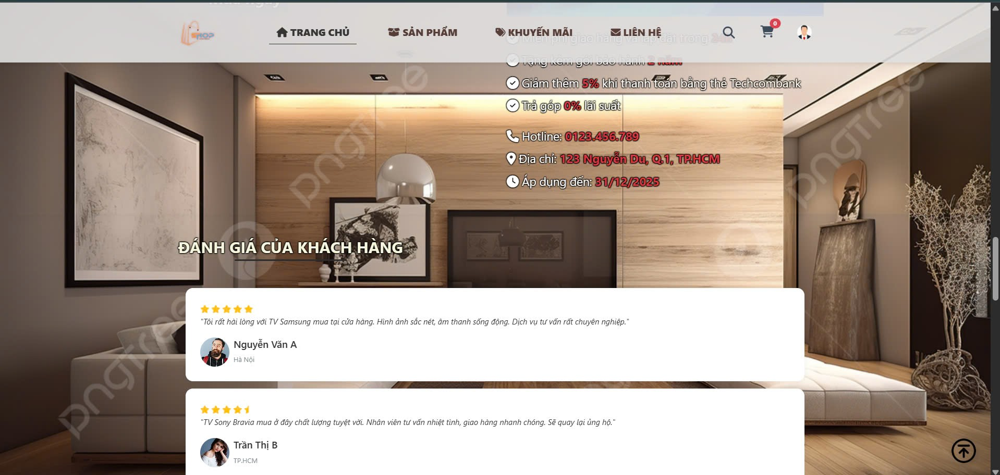 TRANG CHỦ
SẢN PHẨM
KHUYẾN MÃI
LIÊN HỆ
0
SHOP
Miễn phí giao hàng và lắp đặt trong 24h
Tặng kèm gói bảo hành 2 năm
Giảm thêm 5% khi thanh toán bằng thẻ Techcombank
Trả góp 0% lãi suất
Hotline: 0123.456.789
Địa chỉ: 123 Nguyễn Du, Q.1, TP.HCM
Áp dụng đến: 31/12/2025
ĐÁNH GIÁ CỦA KHÁCH HÀNG
"Tôi rất hài lòng với TV Samsung mua tại cửa hàng. Hình ảnh sắc nét, âm thanh sống động. Dịch vụ tư vấn rất chuyên nghiệp."
Nguyễn Văn A
Hà Nội
"TV Sony Bravia mua ở đây chất lượng tuyệt vời. Nhân viên tư vấn nhiệt tình, giao hàng nhanh chóng. Sẽ quay lại ủng hộ."
Trần Thị B
TP.HCM
pngtree
pngtree
pngtree